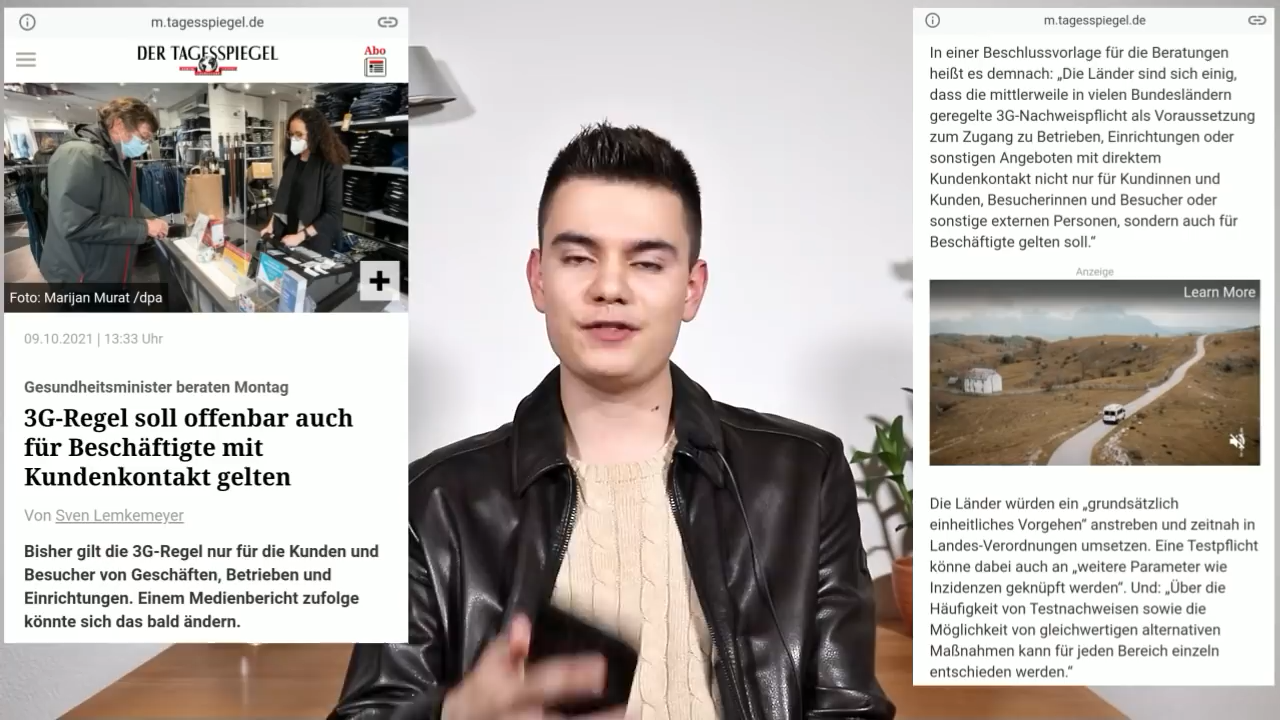 m.tagesspiegel.de
DER TAGESSPIEGEL
Abo
Foto: Marijan Murat /dpa
09.10.2021 | 13:33 Uhr
Gesundheitsminister beraten Montag
3G-Regel soll offenbar auch
für Beschäftigte mit
Kundenkontakt gelten
Von Sven Lemkemeyer
Bisher gilt die 3G-Regel nur für die Kunden und
Besucher von Geschäften, Betrieben und
Einrichtungen. Einem Medienbericht zufolge
könnte sich das bald ändern.
m.tagesspiegel.de
In einer Beschlussvorlage für die Beratungen
heißt es demnach: „Die Länder sind sich einig,
dass die mittlerweile in vielen Bundesländern
geregelte 3G-Nachweispflicht als Voraussetzung
zum Zugang zu Betrieben, Einrichtungen oder
sonstigen Angeboten mit direktem
Kundenkontakt nicht nur für Kundinnen und
Kunden, Besucherinnen und Besucher oder
sonstige externen Personen, sondern auch für
Beschäftigte gelten soll.“
Anzeige
Learn More
Die Länder würden ein „grundsätzlich
einheitliches Vorgehen“ anstreben und zeitnah in
Landes-Verordnungen umsetzen. Eine Testpflicht
könne dabei auch an „weitere Parameter wie
Inzidenzen geknüpft werden“. Und: „Über die
Häufigkeit von Testnachweisen sowie die
Möglichkeit von gleichwertigen alternativen
Maßnahmen kann für jeden Bereich einzeln
entschieden werden.“